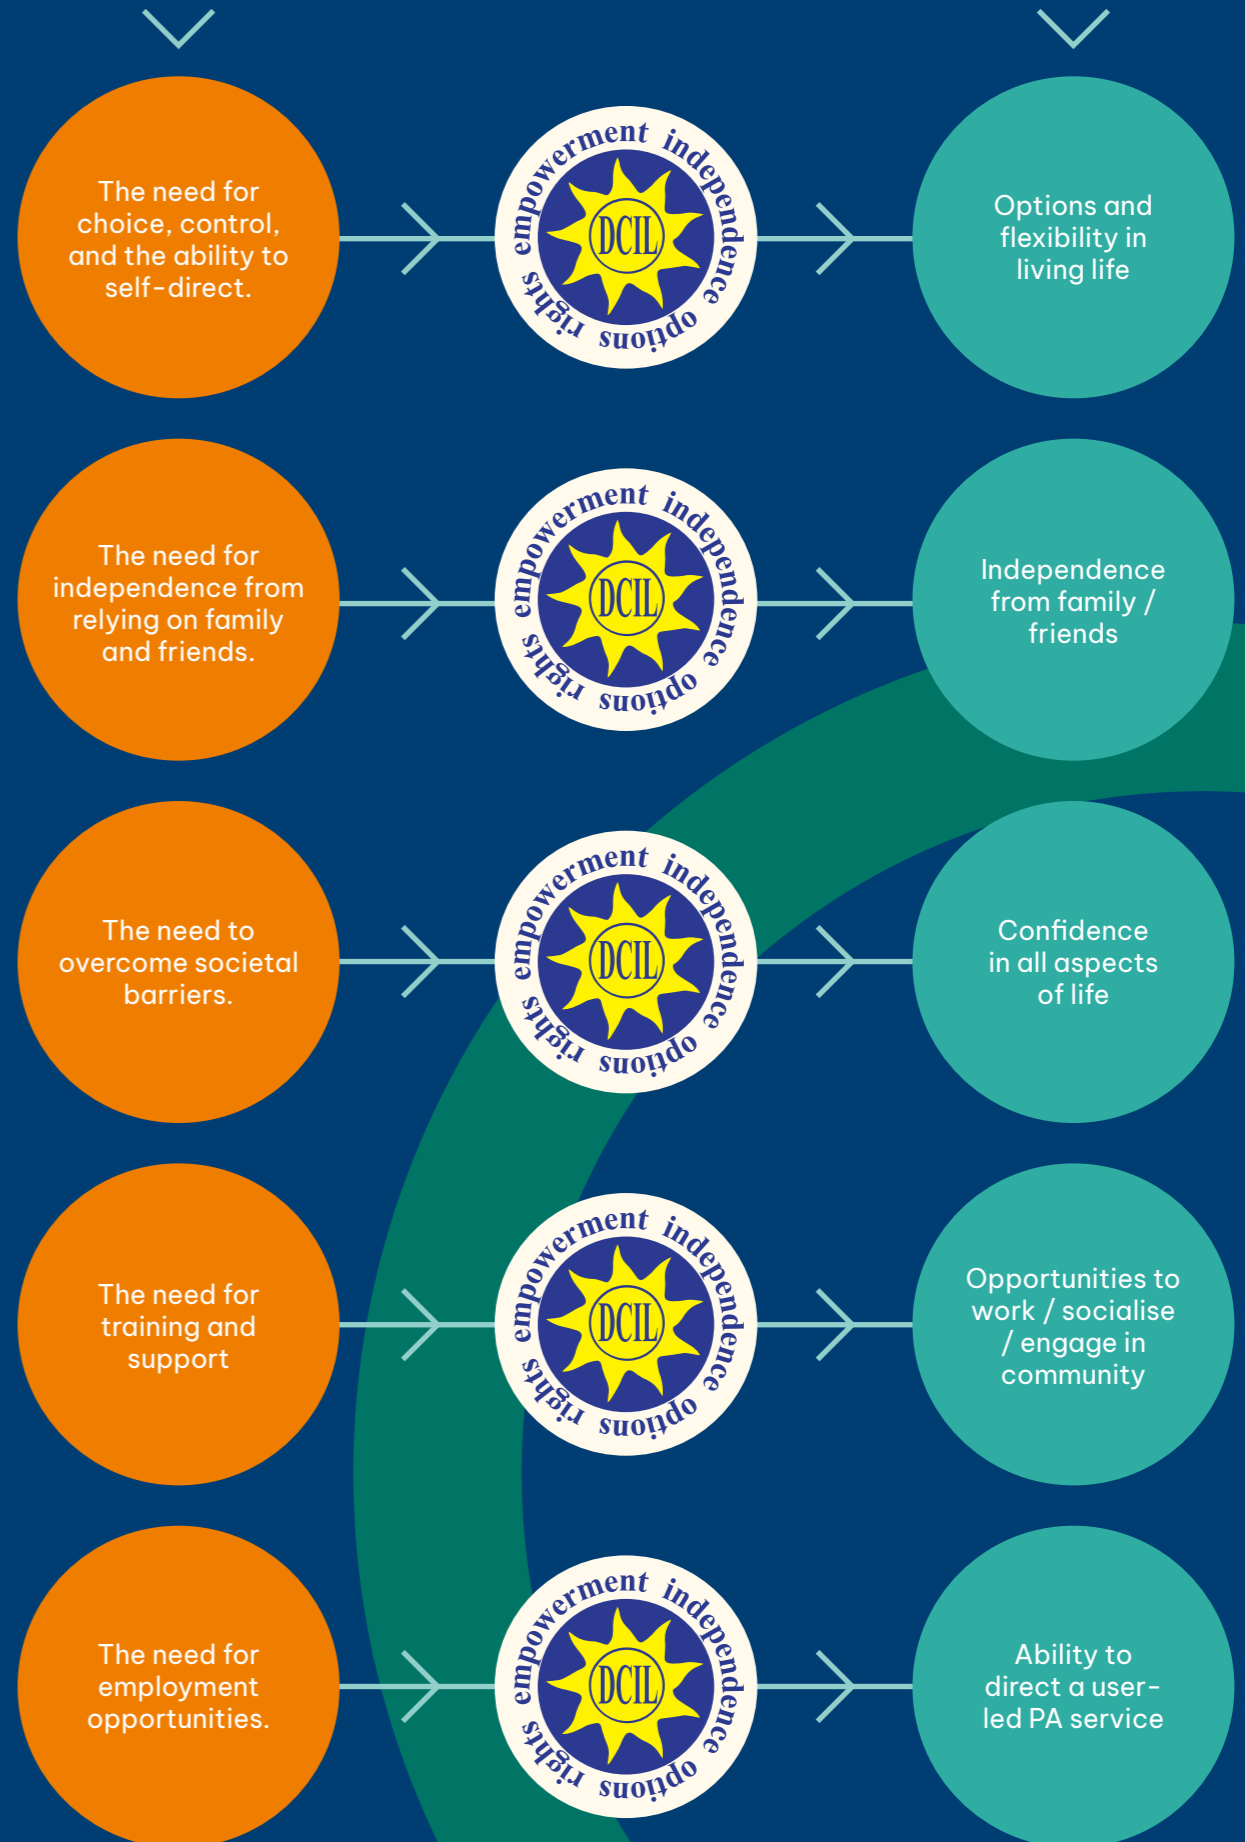 The need for
choice, control,
and the ability to
self-direct.
empowerment independence options rights
DCIL
Options and
flexibility in
living life
The need for
independence from
relying on family
and friends.
empowerment independence options rights
DCIL
Independence
from family /
friends
The need to
overcome societal
barriers.
empowerment independence options rights
DCIL
Confidence
in all aspects
of life
The need for
training and
support
empowerment independence options rights
DCIL
Opportunities to
work / socialise
/ engage in
community
The need for
employment
opportunities.
empowerment independence options rights
DCIL
Ability to
direct a user-
led PA service